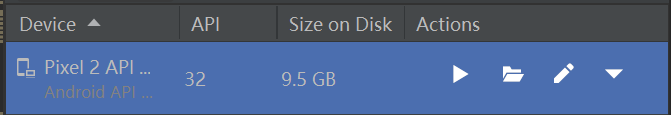 Device API Size on Disk Actions
Pixel 2 API ...
Android API ...
32 9.5 GB